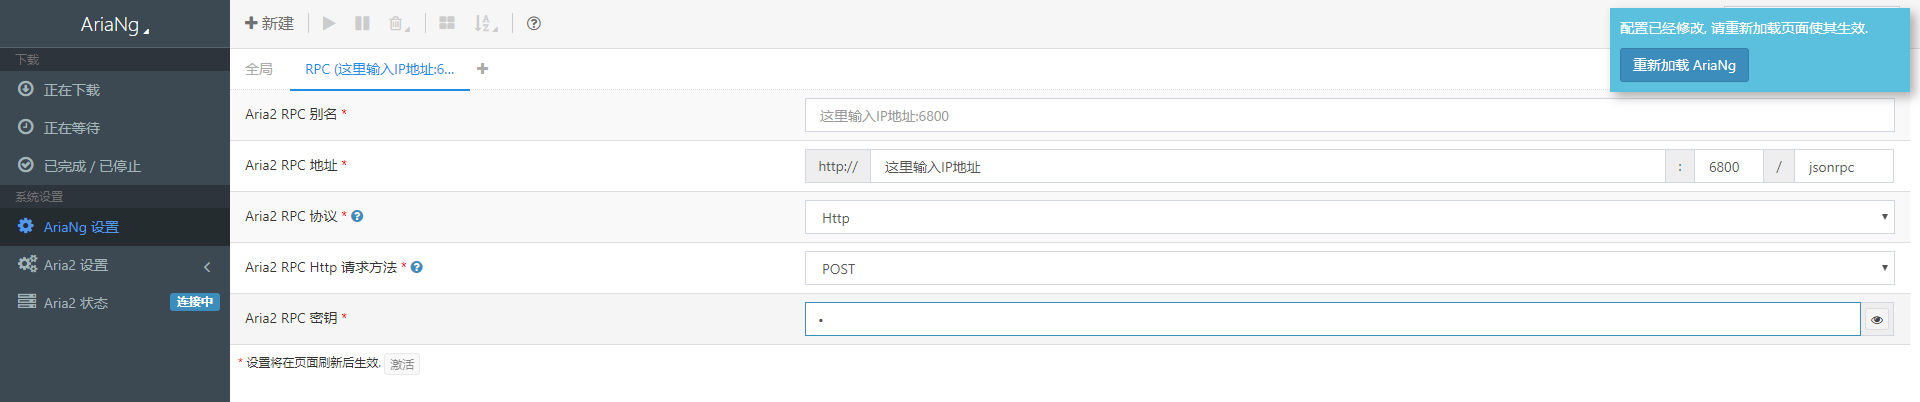 AriaNg
新建
配置已经修改, 请重新加载页面使其生效.
重新加载 AriaNg
下载
正在下载
正在等待
已完成 / 已停止
系统设置
AriaNg 设置
Aria2 设置
Aria2 状态 连接中
全局 RPC (这里输入IP地址:6...
Aria2 RPC 别名 * 这里输入IP地址:6800
Aria2 RPC 地址 * http:// 这里输入IP地址 : 6800 / jsonrpc
Aria2 RPC 协议 * Http
Aria2 RPC Http 请求方法 * POST
Aria2 RPC 密钥 * •
* 设置将在页面刷新后生效. 激活